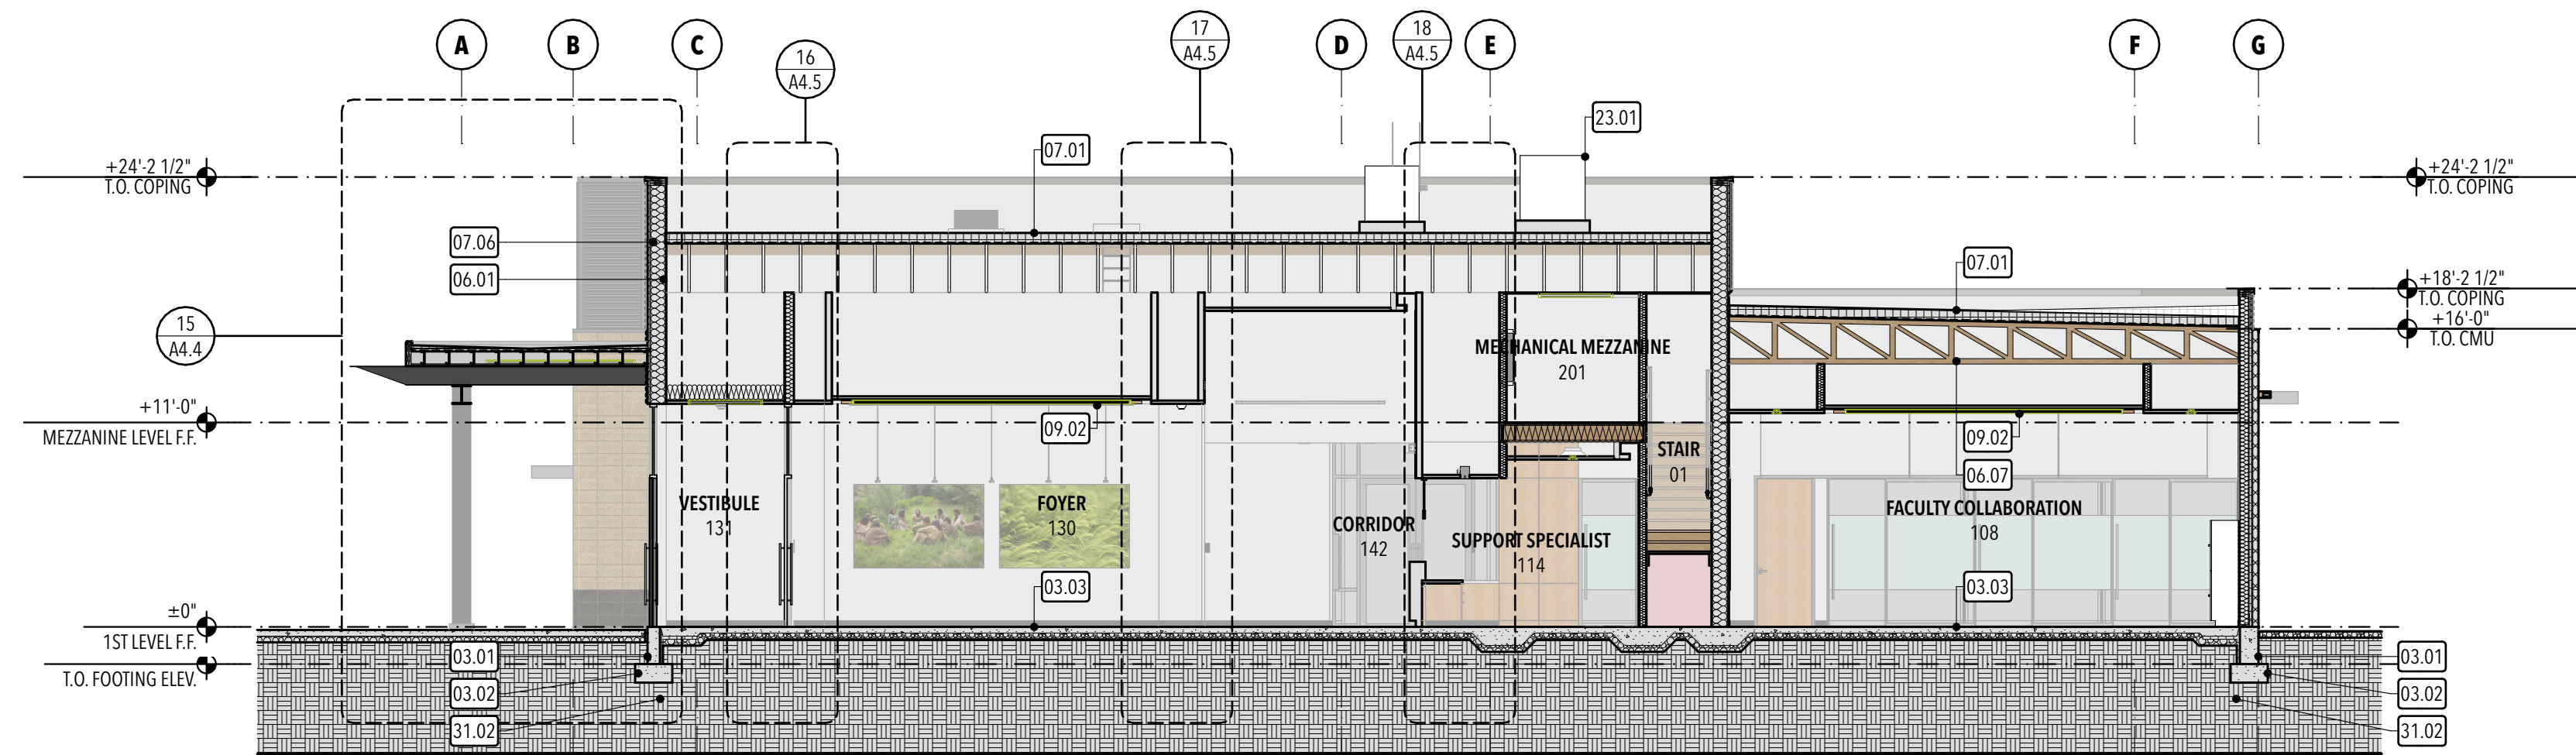 A
B
C
16
A4.5
17
A4.5
D
18
A4.5
E
F
G
23.01
07.01
+24'-2 1/2"
T.O. COPING
+24'-2 1/2"
T.O. COPING
07.06
06.01
07.01
+18'-2 1/2"
T.O. COPING
+16'-0"
T.O. CMU
15
A4.4
MECHANICAL MEZZANINE
201
+11'-0"
MEZZANINE LEVEL F.F.
09.02
09.02
STAIR
01
06.07
VESTIBULE
131
FOYER
130
CORRIDOR
142
SUPPORT SPECIALIST
114
FACULTY COLLABORATION
108
03.03
03.03
±0"
1ST LEVEL F.F.
T.O. FOOTING ELEV.
03.01
03.02
31.02
03.01
03.02
31.02